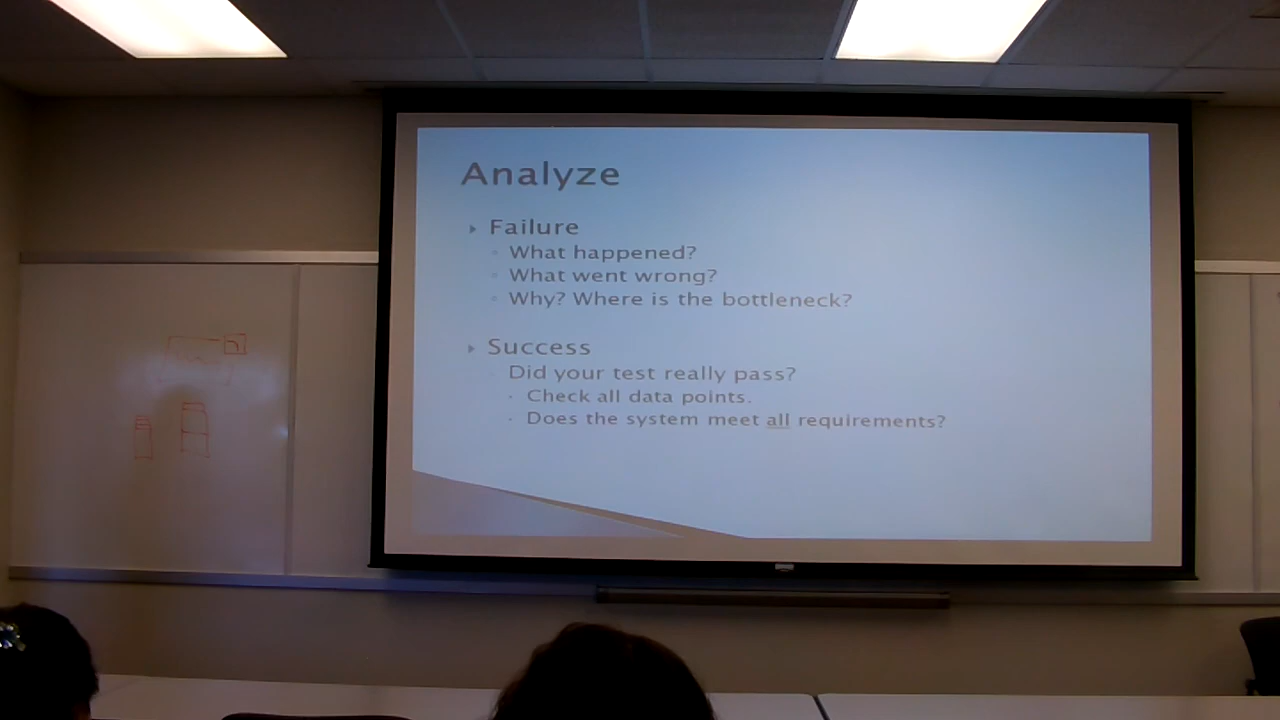 Analyze
Failure
What happened?
What went wrong?
Why? Where is the bottleneck?
Success
Did your test really pass?
Check all data points.
Does the system meet all requirements?